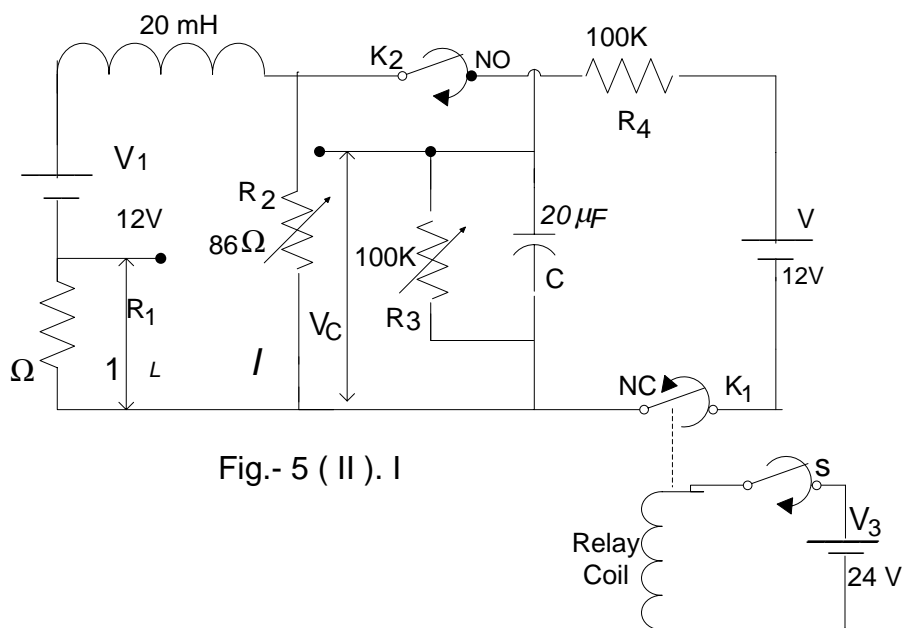 20 mH
K2 NO
100K
R4
V1
12V
R2
86Ω
20 μF
C
100K
R3
VC
V
12V
R1
Ω 1 L I
NC K1
Fig.- 5 ( II ). I
s
Relay
Coil
V3
24 V